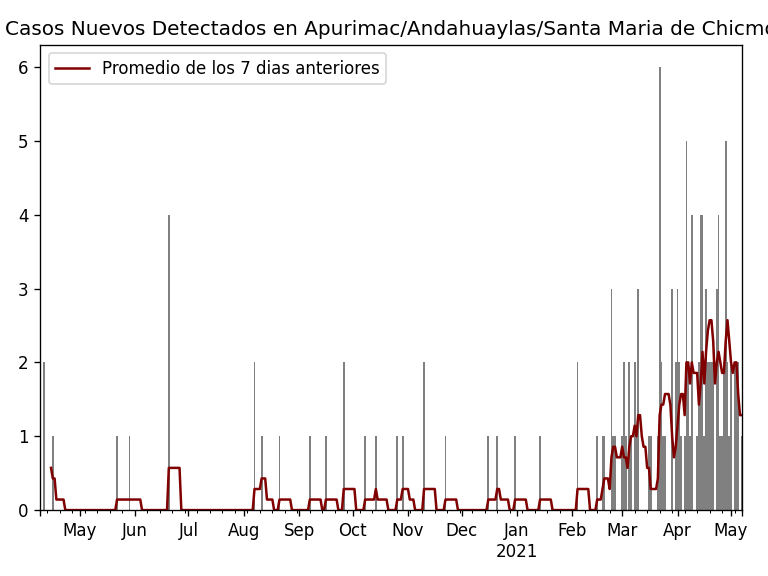 Casos Nuevos Detectados en Apurimac/Andahuaylas/Santa Maria de
Promedio de los 7 dias anteriores
6
5
4
3
2
1
0
May Jun Jul Aug Sep Oct Nov Dec Jan Feb Mar Apr May
2021